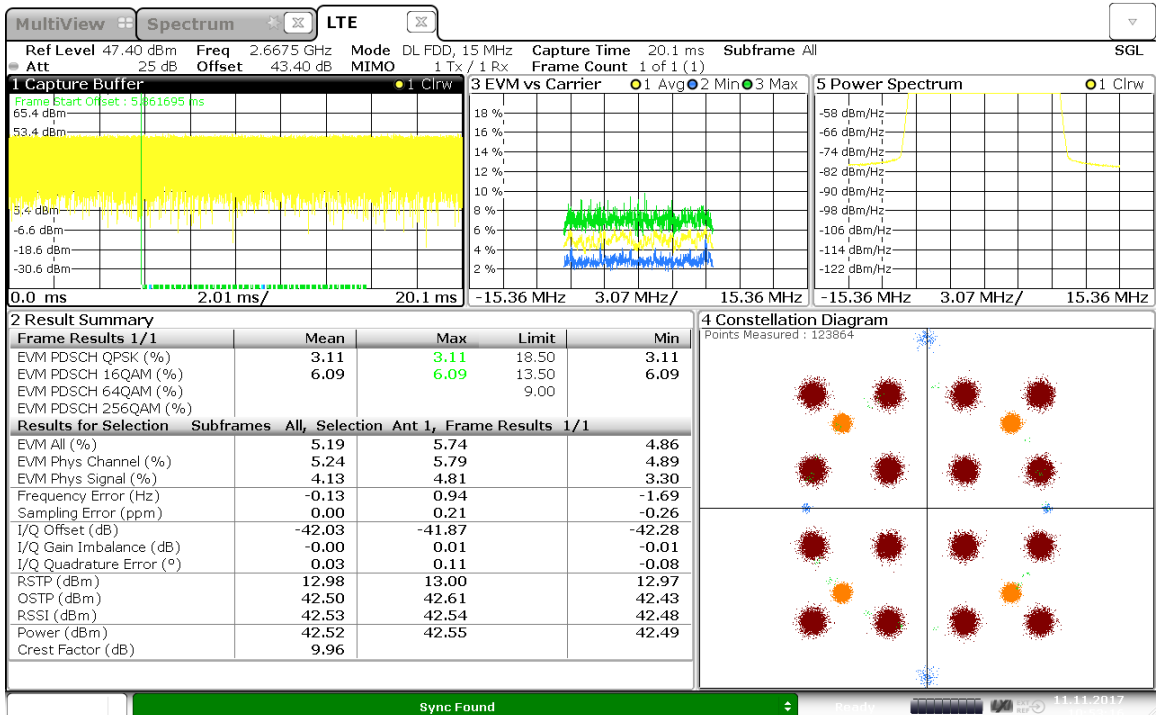 MultiView Spectrum LTE
Ref Level 47.40 dBm Freq 2.6675 GHz Mode DL FDD, 15 MHz Capture Time 20.1 ms Subframe All SGL
Att 25 dB Offset 43.40 dB MIMO 1 Tx / 1 Rx Frame Count 1 of 1 (1)
1 Capture Buffer 1 Clrw
Frame Start Offset : 5.861695 ms
65.4 dBm
53.4 dBm
5.4 dBm
-6.6 dBm
-18.6 dBm
-30.6 dBm
0.0 ms 2.01 ms/ 20.1 ms
3 EVM vs Carrier 1 Avg 2 Min 3 Max
18 %
16 %
14 %
12 %
10 %
8 %
6 %
4 %
2 %
-15.36 MHz 3.07 MHz/ 15.36 MHz
5 Power Spectrum 1 Clrw
-58 dBm/Hz
-66 dBm/Hz
-74 dBm/Hz
-82 dBm/Hz
-90 dBm/Hz
-98 dBm/Hz
-106 dBm/Hz
-114 dBm/Hz
-122 dBm/Hz
-15.36 MHz 3.07 MHz/ 15.36 MHz
2 Result Summary
Frame Results 1/1 Mean Max Limit Min
EVM PDSCH QPSK (%) 3.11 3.11 18.50 3.11
EVM PDSCH 16QAM (%) 6.09 6.09 13.50 6.09
EVM PDSCH 64QAM (%) 9.00
EVM PDSCH 256QAM (%)
Results for Selection Subframes All, Selection Ant 1, Frame Results 1/1
EVM All (%) 5.19 5.74 4.86
EVM Phys Channel (%) 5.24 5.79 4.89
EVM Phys Signal (%) 4.13 4.81 3.30
Frequency Error (Hz) -0.13 0.94 -1.69
Sampling Error (ppm) 0.00 0.21 -0.26
I/Q Offset (dB) -42.03 -41.87 -42.28
I/Q Gain Imbalance (dB) -0.00 0.01 -0.01
I/Q Quadrature Error (°) 0.03 0.11 -0.08
RSTP (dBm) 12.98 13.00 12.97
OSTP (dBm) 42.50 42.61 42.43
RSSI (dBm) 42.53 42.54 42.48
Power (dBm) 42.52 42.55 42.49
Crest Factor (dB) 9.96
4 Constellation Diagram
Points Measured : 123864
Sync Found
Ready
LXI EXT REF
11.11.2017